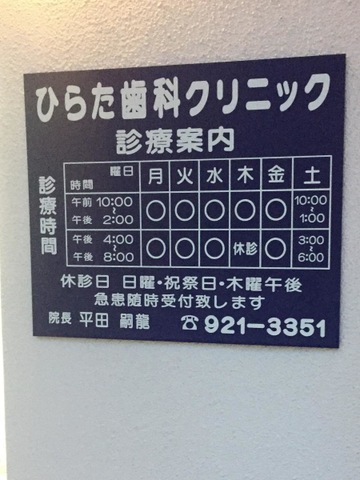 ひらた歯科クリニック
診療案内
診療時間
曜日 時間 月 火 水 木 金 土
午前 10:00 〜 午後 2:00 ○ ○ ○ ○ ○ 10:00 〜 1:00
午後 4:00 〜 午後 8:00 ○ ○ ○ 休診 ○ 3:00 〜 6:00
休診日 日曜・祝祭日・木曜午後
急患随時受付致します
院長 平田 嗣龍 ☎921-3351